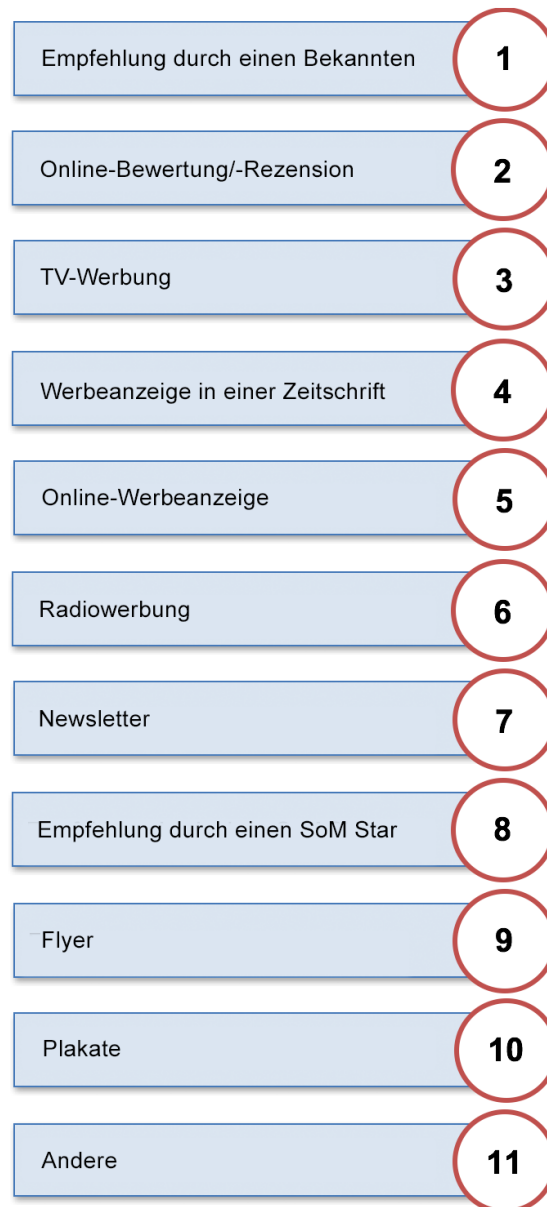 Empfehlung durch einen Bekannten 1
Online-Bewertung/-Rezension 2
TV-Werbung 3
Werbeanzeige in einer Zeitschrift 4
Online-Werbeanzeige 5
Radiowerbung 6
Newsletter 7
Empfehlung durch einen SoM Star 8
Flyer 9
Plakate 10
Andere 11